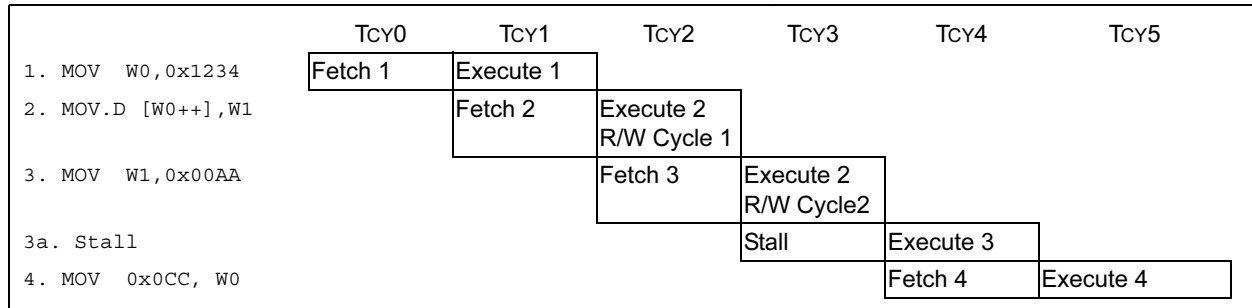 TCY0 TCY1 TCY2 TCY3 TCY4 TCY5
1. MOV W0,0x1234 Fetch 1 Execute 1
2. MOV.D [W0++],W1 Fetch 2 Execute 2
R/W Cycle 1
3. MOV W1,0x00AA Fetch 3 Execute 2
R/W Cycle2
3a. Stall Stall Execute 3
4. MOV 0x0CC, W0 Fetch 4 Execute 4